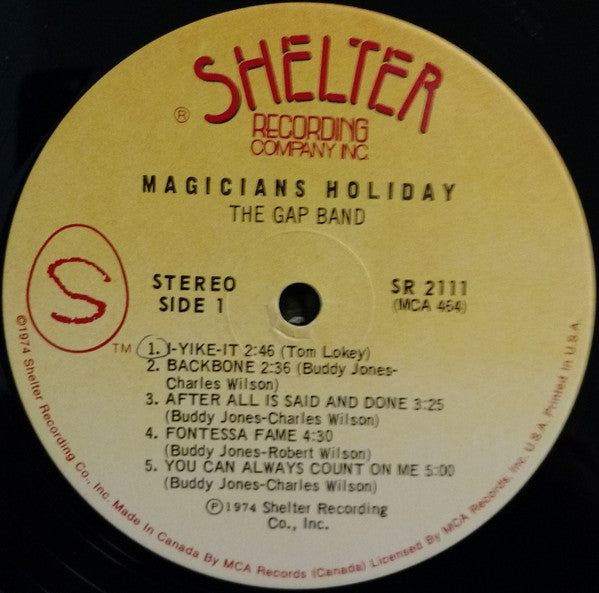 SHELTER
®
RECORDING
COMPANY INC.
MAGICIANS HOLIDAY
THE GAP BAND
S
TM
STEREO
SIDE 1
SR 2111
(MCA 464)
1. I-YIKE-IT 2:46 (Tom Lokey)
2. BACKBONE 2:36 (Buddy Jones-
Charles Wilson)
3. AFTER ALL IS SAID AND DONE 3:25
(Buddy Jones-Charles Wilson)
4. FONTESSA FAME 4:30
(Buddy Jones-Robert Wilson)
5. YOU CAN ALWAYS COUNT ON ME 5:00
(Buddy Jones-Charles Wilson)
℗1974 Shelter Recording
Co., Inc.
©1974 Shelter Recording Co., Inc. Made In Canada By MCA Records (Canada) Licensed By MCA Records, Inc. U.S.A. Printed In U.S.A.